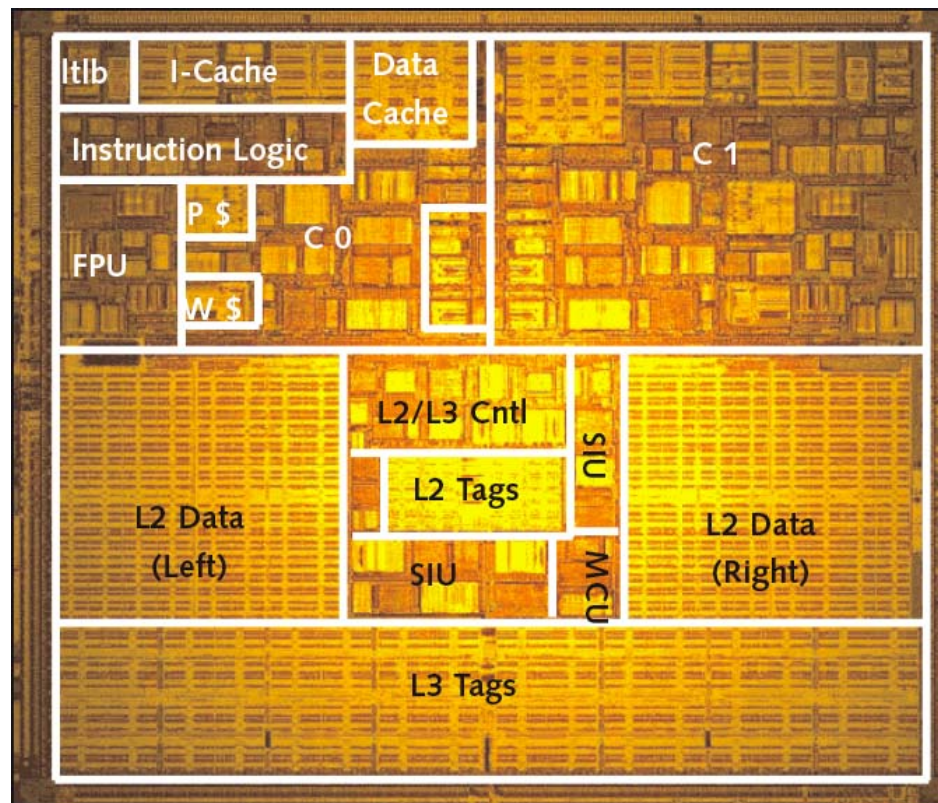 Itlb
I-Cache
Data
Cache
Instruction Logic
C 1
P $
C 0
FPU
W $
L2/L3 Cntl
SIU
L2 Tags
L2 Data
(Left)
L2 Data
(Right)
SIU
MCU
L3 Tags